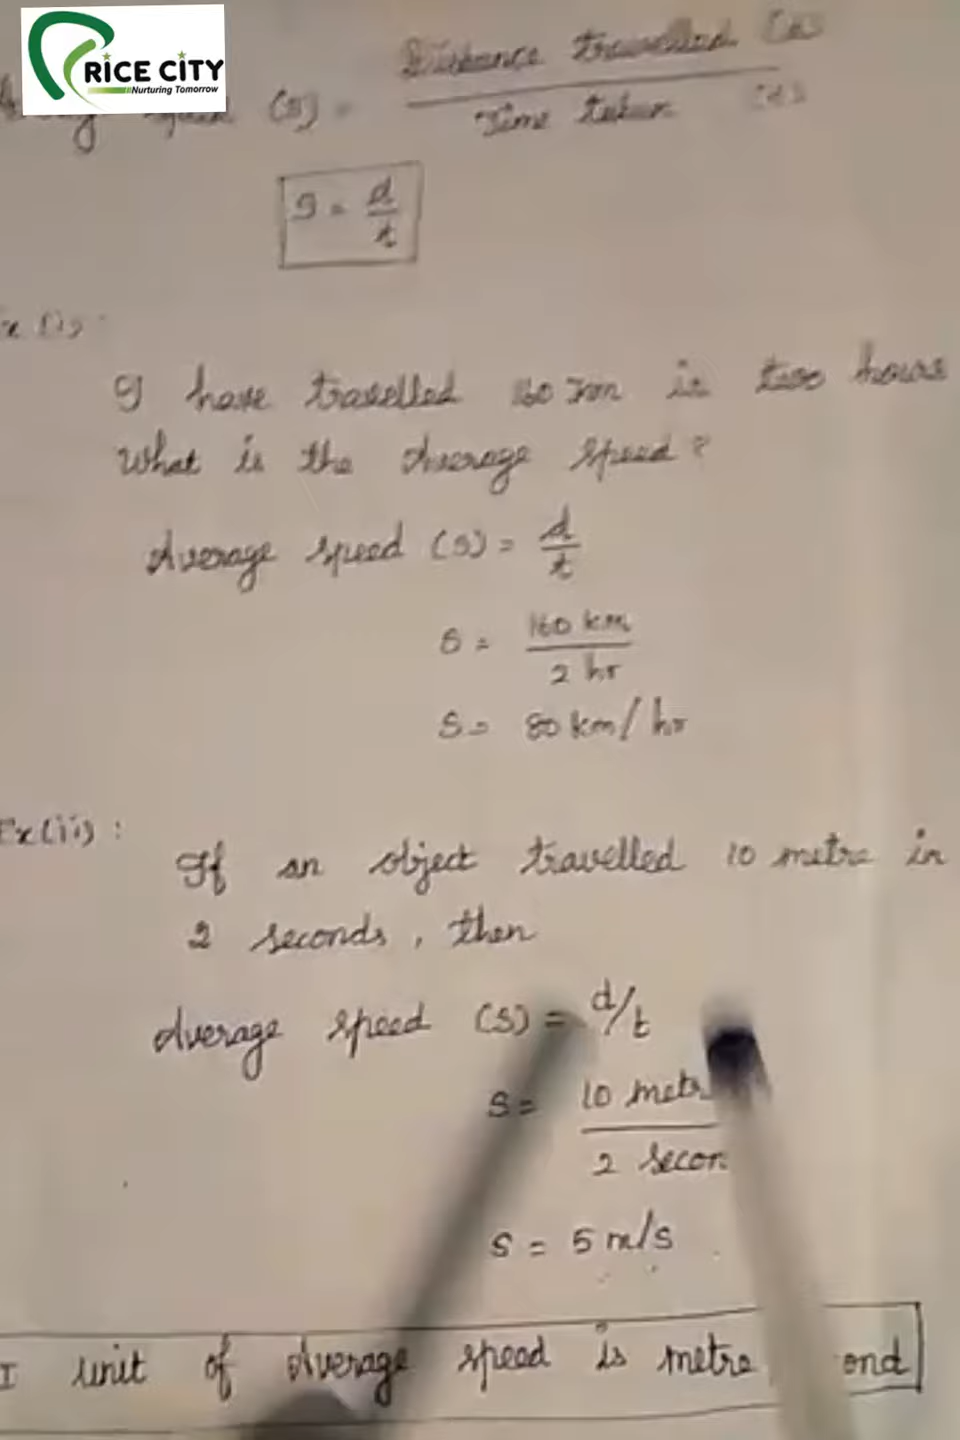 RICE CITY
Nurturing Tomorrow
(s) = Distance travelled
Time taken (t)
S = d
t
I have travelled 160 km in two hours
What is the Average speed?
Average speed (s) = d
t
S = 160 km
2 hr
S = 80 km/hr
Ex(ii) :
If an object travelled 10 metre in
2 seconds, then
Average speed (s) = d/t
S = 10 metr
2 secon
S = 5 m/s
I unit of Average speed is metre ond